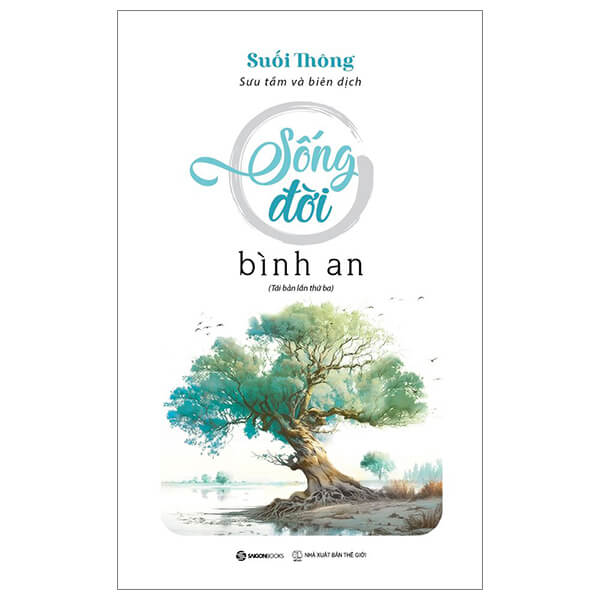 Suối Thông
Sưu tầm và biên dịch
Sống
đời
bình an
(Tái bản lần thứ ba)
SAIGONBOOKS
NHÀ XUẤT BẢN THẾ GIỚI